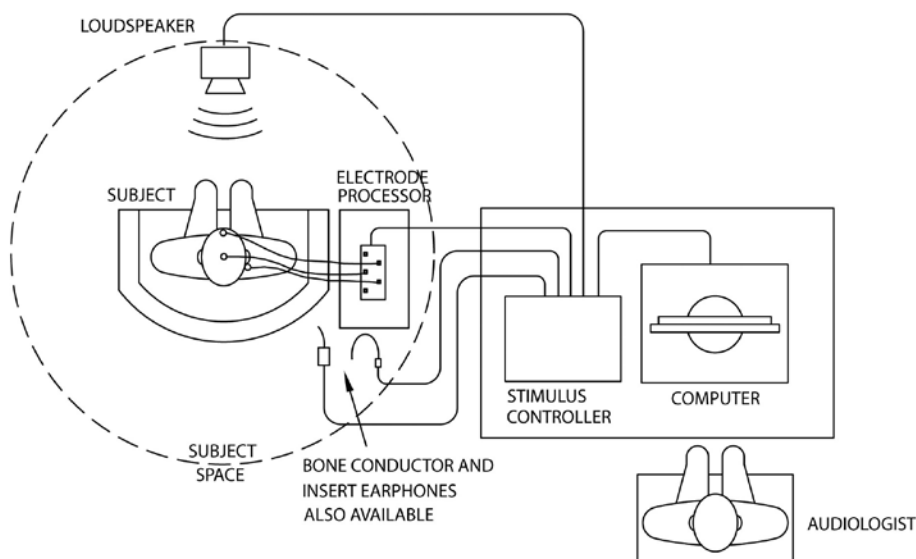 LOUDSPEAKER
SUBJECT
ELECTRODE
PROCESSOR
STIMULUS
CONTROLLER
COMPUTER
SUBJECT
SPACE
BONE CONDUCTOR AND
INSERT EARPHONES
ALSO AVAILABLE
AUDIOLOGIST